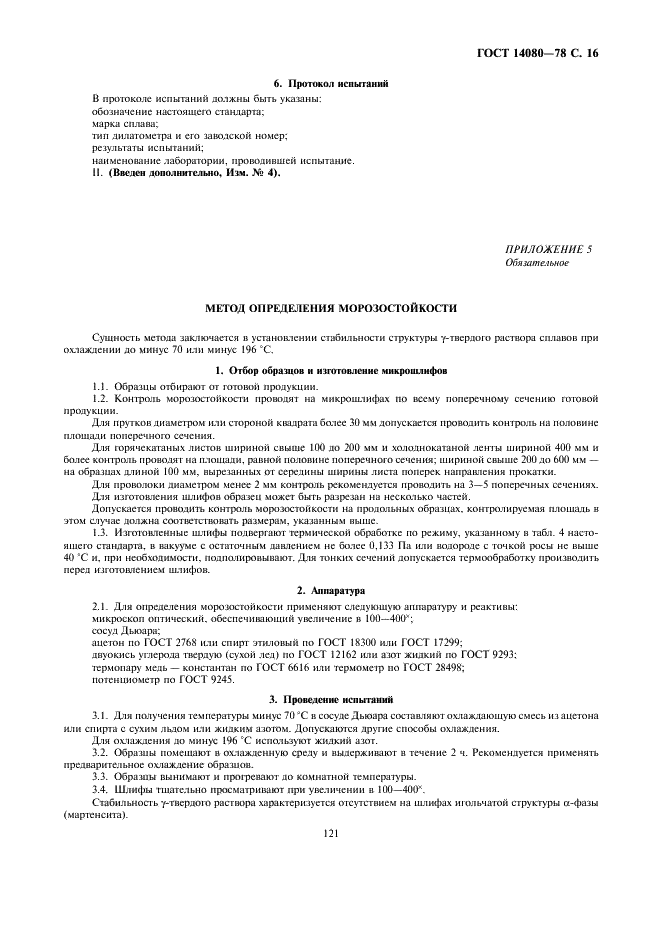 ГОСТ 14080—78 С. 16
6. Протокол испытаний
В протоколе испытаний должны быть указаны:
обозначение настоящего стандарта;
марка сплава;
тип дилатометра и его заводской номер;
результаты испытаний;
наименование лаборатории, проводившей испытание.
II. (Введен дополнительно, Изм. № 4).
ПРИЛОЖЕНИЕ 5
Обязательное
МЕТОД ОПРЕДЕЛЕНИЯ МОРОЗОСТОЙКОСТИ
Сущность метода заключается в установлении стабильности структуры γ-твердого раствора сплавов при
охлаждении до минус 70 или минус 196 °С.
1. Отбор образцов и изготовление микрошлифов
1.1. Образцы отбирают от готовой продукции.
1.2. Контроль морозостойкости проводят на микрошлифах по всему поперечному сечению готовой
продукции.
Для прутков диаметром или стороной квадрата более 30 мм допускается проводить контроль на половине
площади поперечного сечения.
Для горячекатаных листов шириной свыше 100 до 200 мм и холоднокатаной ленты шириной 400 мм и
более контроль проводят на площади, равной половине поперечного сечения; шириной свыше 200 до 600 мм —
на образцах длиной 100 мм, вырезанных от середины ширины листа поперек направления прокатки.
Для проволоки диаметром менее 2 мм контроль рекомендуется проводить на 3—5 поперечных сечениях.
Для изготовления шлифов образец может быть разрезан на несколько частей.
Допускается проводить контроль морозостойкости на продольных образцах, контролируемая площадь в
этом случае должна соответствовать размерам, указанным выше.
1.3. Изготовленные шлифы подвергают термической обработке по режиму, указанному в табл. 4 насто-
ящего стандарта, в вакууме с остаточным давлением не более 0,133 Па или водороде с точкой росы не выше
40 °С и, при необходимости, подполировывают. Для тонких сечений допускается термообработку производить
перед изготовлением шлифов.
2. Аппаратура
2.1. Для определения морозостойкости применяют следующую аппаратуру и реактивы:
микроскоп оптический, обеспечивающий увеличение в 100—400ˣ;
сосуд Дьюара;
ацетон по ГОСТ 2768 или спирт этиловый по ГОСТ 18300 или ГОСТ 17299;
двуокись углерода твердую (сухой лед) по ГОСТ 12162 или азот жидкий по ГОСТ 9293;
термопару медь — константан по ГОСТ 6616 или термометр по ГОСТ 28498;
потенциометр по ГОСТ 9245.
3. Проведение испытаний
3.1. Для получения температуры минус 70 °С в сосуде Дьюара составляют охлаждающую смесь из ацетона
или спирта с сухим льдом или жидким азотом. Допускаются другие способы охлаждения.
Для охлаждения до минус 196 °С используют жидкий азот.
3.2. Образцы помещают в охлажденную среду и выдерживают в течение 2 ч. Рекомендуется применять
предварительное охлаждение образцов.
3.3. Образцы вынимают и прогревают до комнатной температуры.
3.4. Шлифы тщательно просматривают при увеличении в 100—400ˣ.
Стабильность γ-твердого раствора характеризуется отсутствием на шлифах игольчатой структуры α-фазы
(мартенсита).
121